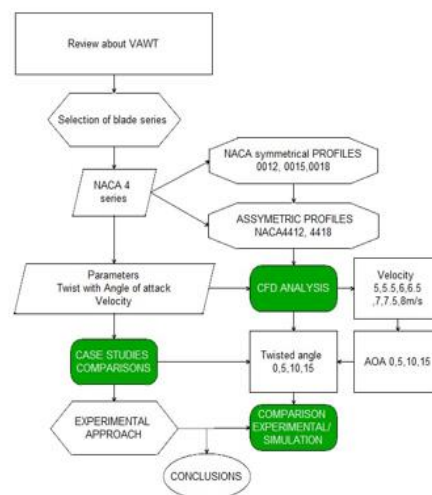 Review about VAWT
Selection of blade series
NACA 4
series
NACA symmetrical PROFILES
0012, 0015,0018
ASSYMETRIC PROFILES
NACA4412, 4418
Parameters
Twist with Angle of attack
Velocity
CFD ANALYSIS
Velocity
5,5.5,6,6.5
,7,7.5,8m/s
CASE STUDIES
COMPARISONS
Twisted angle
0,5,10,15
AOA 0,5,10,15
EXPERIMENTAL
APPROACH
COMPARISON
EXPERIMENTAL/
SIMULATION
CONCLUSIONS